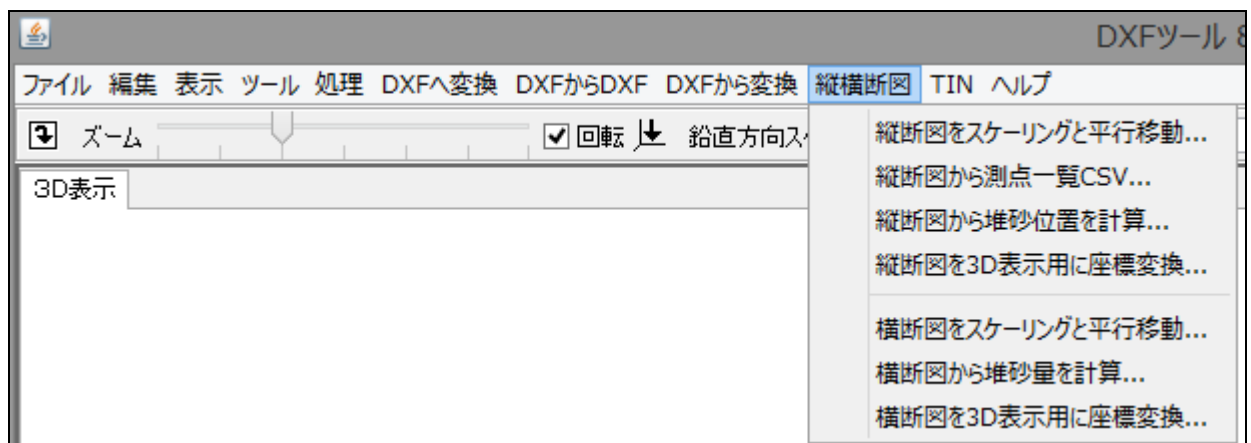 DXFツール 8
ファイル 編集 表示 ツール 処理 DXFへ変換 DXFからDXF DXFから変換 縦横断図 TIN ヘルプ
ズーム 回転 鉛直方向ス
3D表示
縦断図をスケーリングと平行移動...
縦断図から測点一覧CSV...
縦断図から堆砂位置を計算...
縦断図を3D表示用に座標変換...
横断図をスケーリングと平行移動...
横断図から堆砂量を計算...
横断図を3D表示用に座標変換...